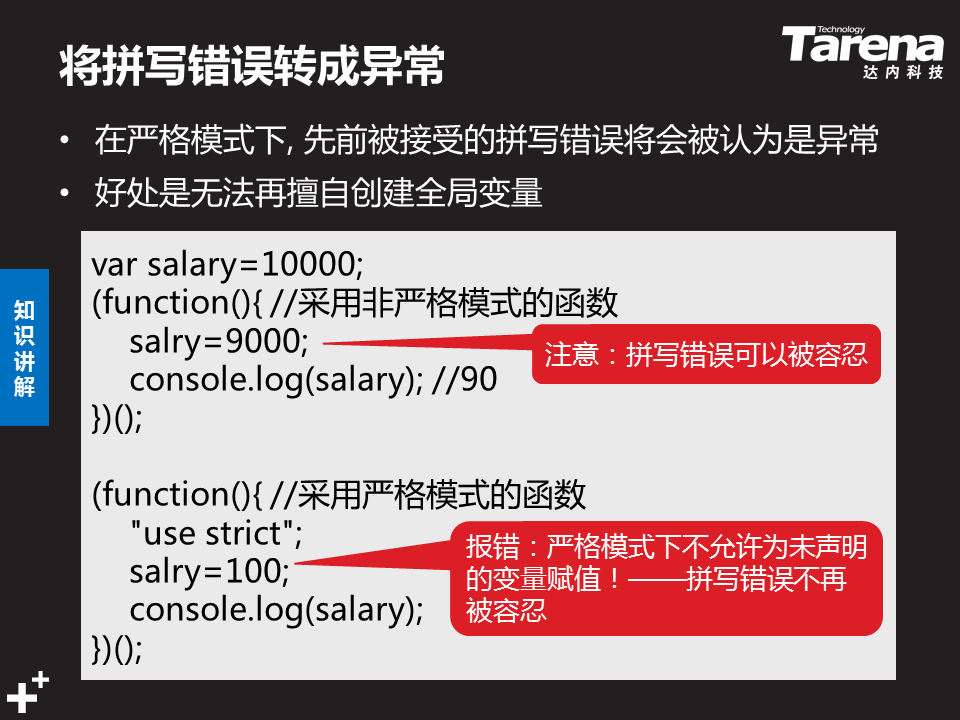 将拼写错误转成异常
Technology
Tarena
达内科技
• 在严格模式下, 先前被接受的拼写错误将会被认为是异常
• 好处是无法再擅自创建全局变量
知识讲解
var salary=10000;
(function(){ //采用非严格模式的函数
salry=9000;
注意：拼写错误可以被容忍
console.log(salary); //90
})();
(function(){ //采用严格模式的函数
"use strict";
salry=100;
console.log(salary);
})();
报错：严格模式下不允许为未声明
的变量赋值！——拼写错误不再
被容忍